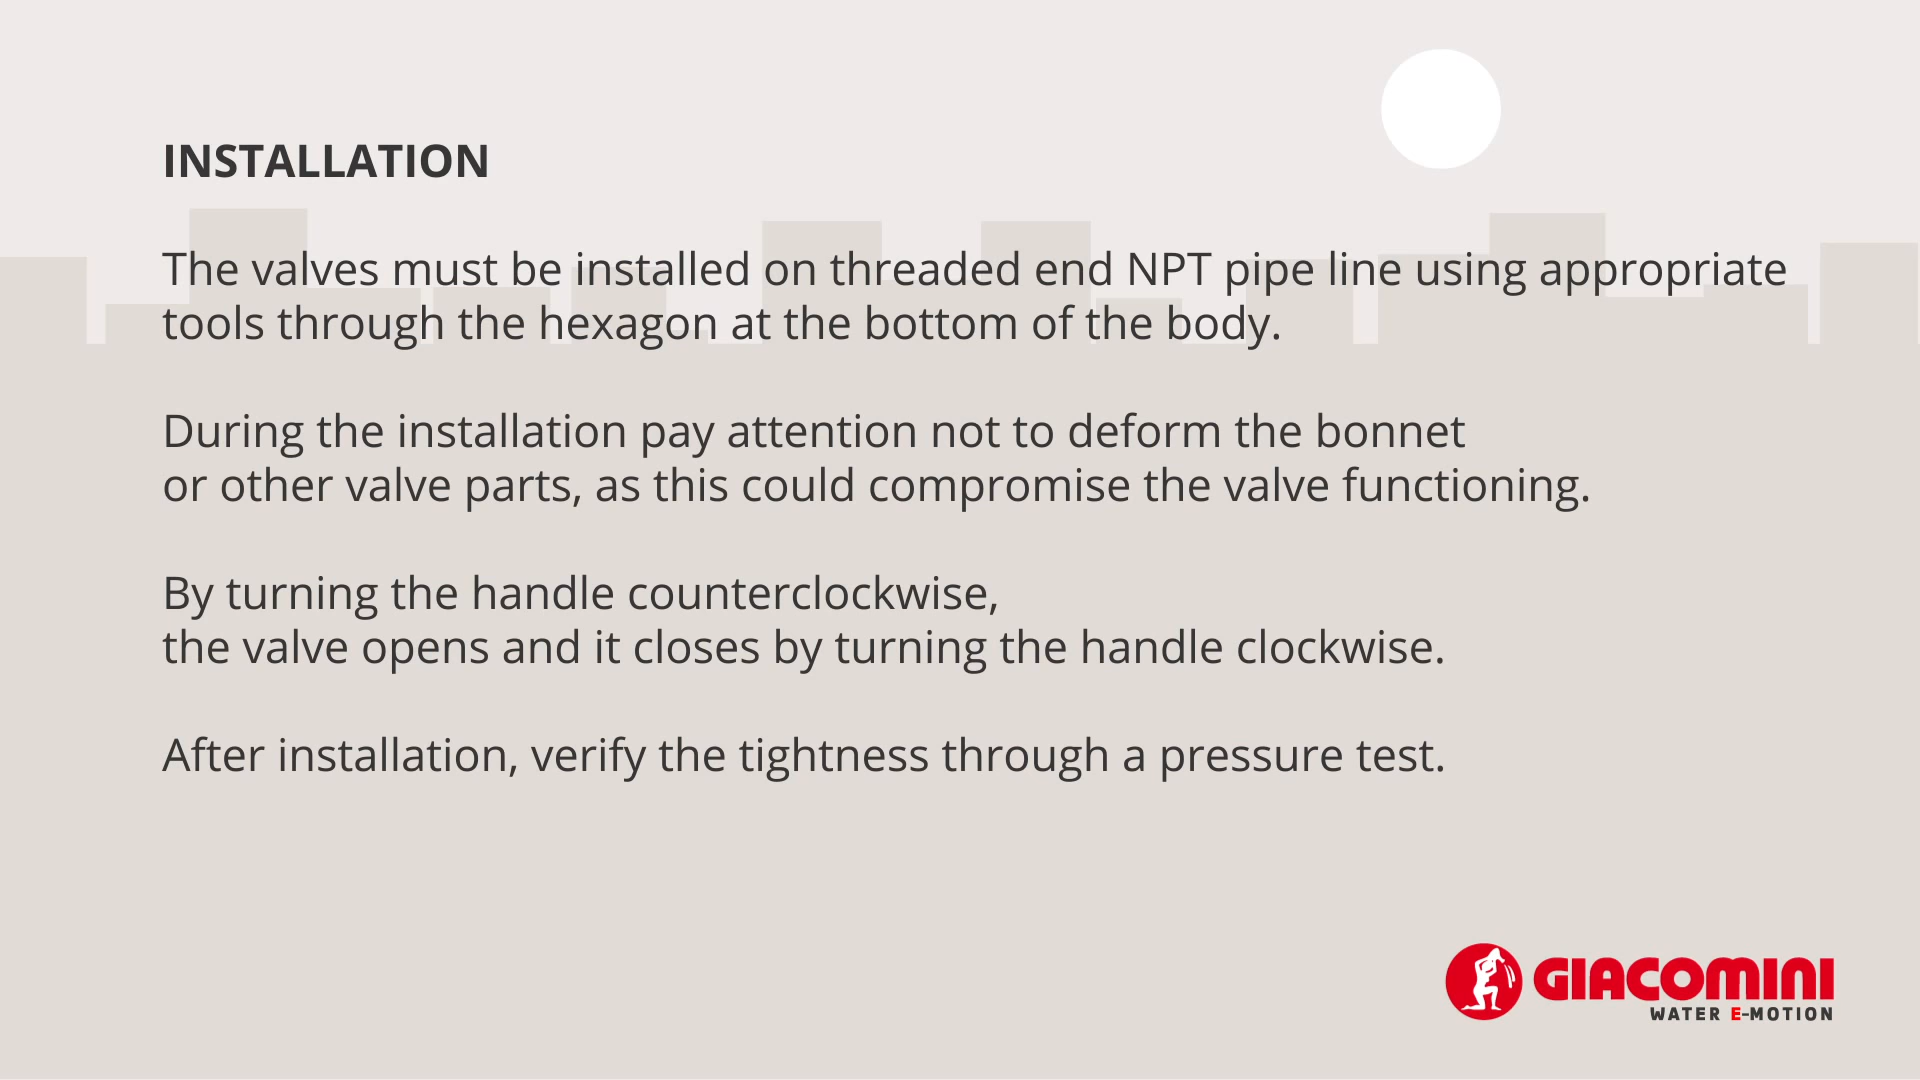 INSTALLATION
The valves must be installed on threaded end NPT pipe line using appropriate
tools through the hexagon at the bottom of the body.
During the installation pay attention not to deform the bonnet
or other valve parts, as this could compromise the valve functioning.
By turning the handle counterclockwise,
the valve opens and it closes by turning the handle clockwise.
After installation, verify the tightness through a pressure test.
GIACOMINI
WATER E-MOTION